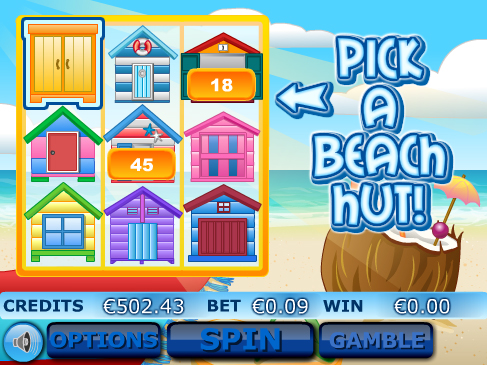 18
45
PICK
A
BEACH
HUT!
CREDITS €502.43 BET €0.09 WIN €0.00
OPTIONS SPIN GAMBLE